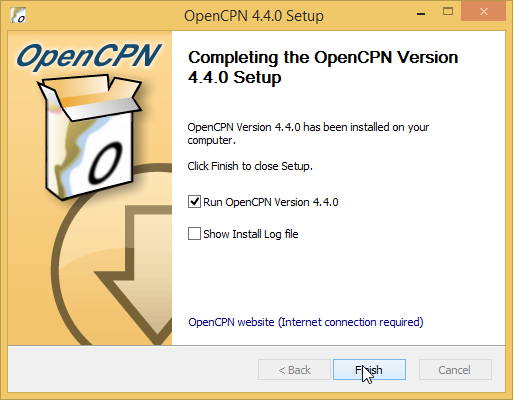 OpenCPN 4.4.0 Setup
OpenCPN
O
Completing the OpenCPN Version
4.4.0 Setup
OpenCPN Version 4.4.0 has been installed on your
computer.
Click Finish to close Setup.
Run OpenCPN Version 4.4.0
Show Install Log file
OpenCPN website (Internet connection required)
< Back
Finish
Cancel